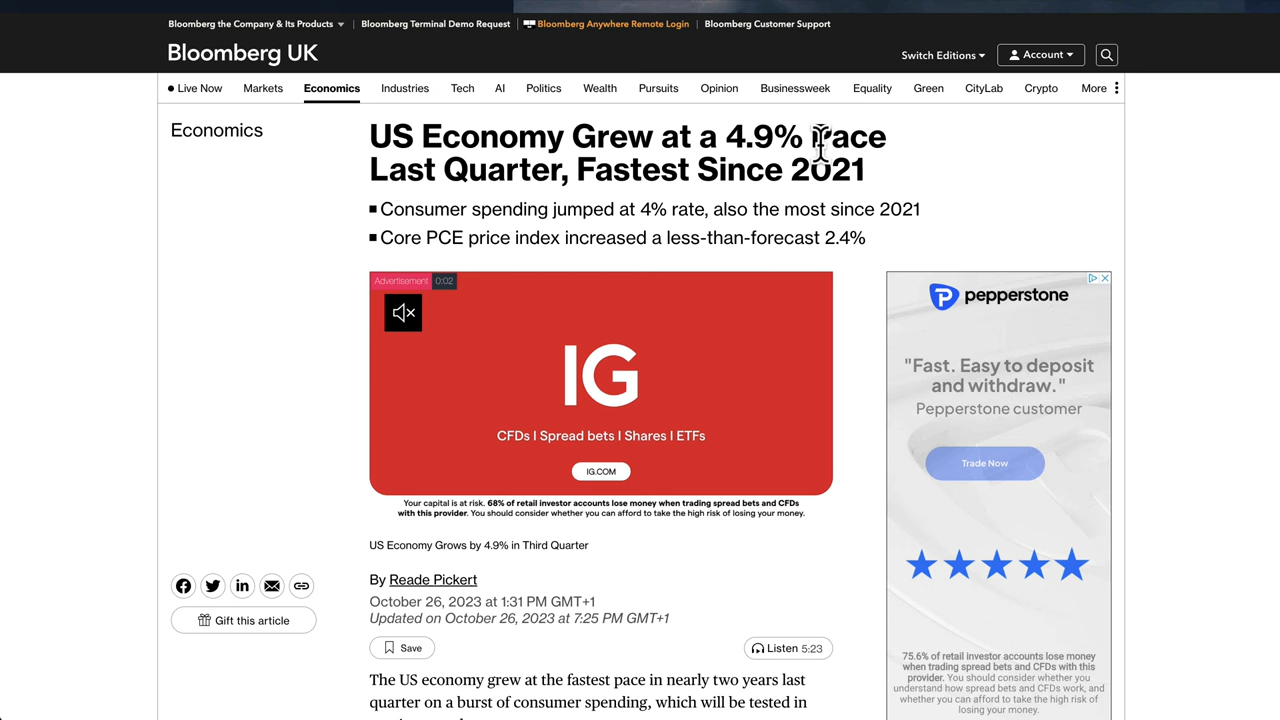 Bloomberg the Company & Its Products
Bloomberg Terminal Demo Request
Bloomberg Anywhere Remote Login
Bloomberg Customer Support
Bloomberg UK
Switch Editions
Account
Live Now
Markets
Economics
Industries
Tech
AI
Politics
Wealth
Pursuits
Opinion
Businessweek
Equality
Green
CityLab
Crypto
More
Economics
US Economy Grew at a 4.9% Pace
Last Quarter, Fastest Since 2021
Consumer spending jumped at 4% rate, also the most since 2021
Core PCE price index increased a less-than-forecast 2.4%
Advertisement 0:02
IG
CFDs I Spread bets I Shares I ETFs
IG.COM
Your capital is at risk. 68% of retail investor accounts lose money when trading spread bets and CFDs
with this provider. You should consider whether you can afford to take the high risk of losing your money.
US Economy Grows by 4.9% in Third Quarter
By Reade Pickert
October 26, 2023 at 1:31 PM GMT+1
Updated on October 26, 2023 at 7:25 PM GMT+1
Gift this article
Save
Listen 5:23
The US economy grew at the fastest pace in nearly two years last
quarter on a burst of consumer spending, which will be tested in
pepperstone
"Fast. Easy to deposit
and withdraw."
Pepperstone customer
Trade Now
75.6% of retail investor accounts lose money
when trading spread bets and CFDs with this
provider. You should consider whether you
understand how spread bets and CFDs work, and
whether you can afford to take the high risk of
losing your money.